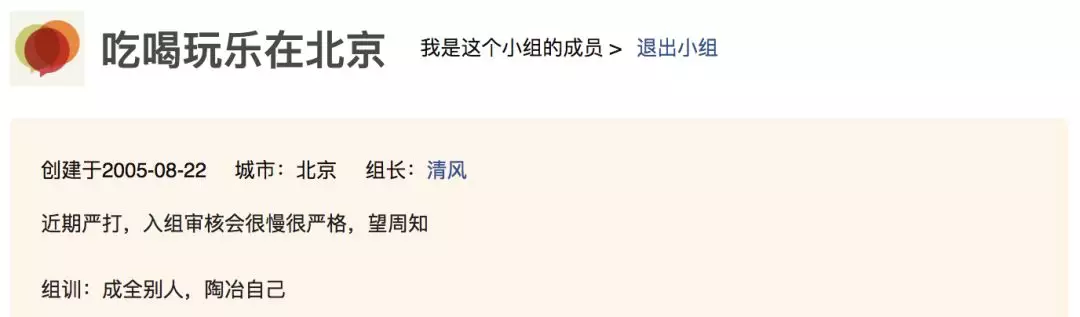 吃喝玩乐在北京 我是这个小组的成员 > 退出小组
创建于2005-08-22 城市：北京 组长：清风
近期严打，入组审核会很慢很严格，望周知
组训：成全别人，陶冶自己